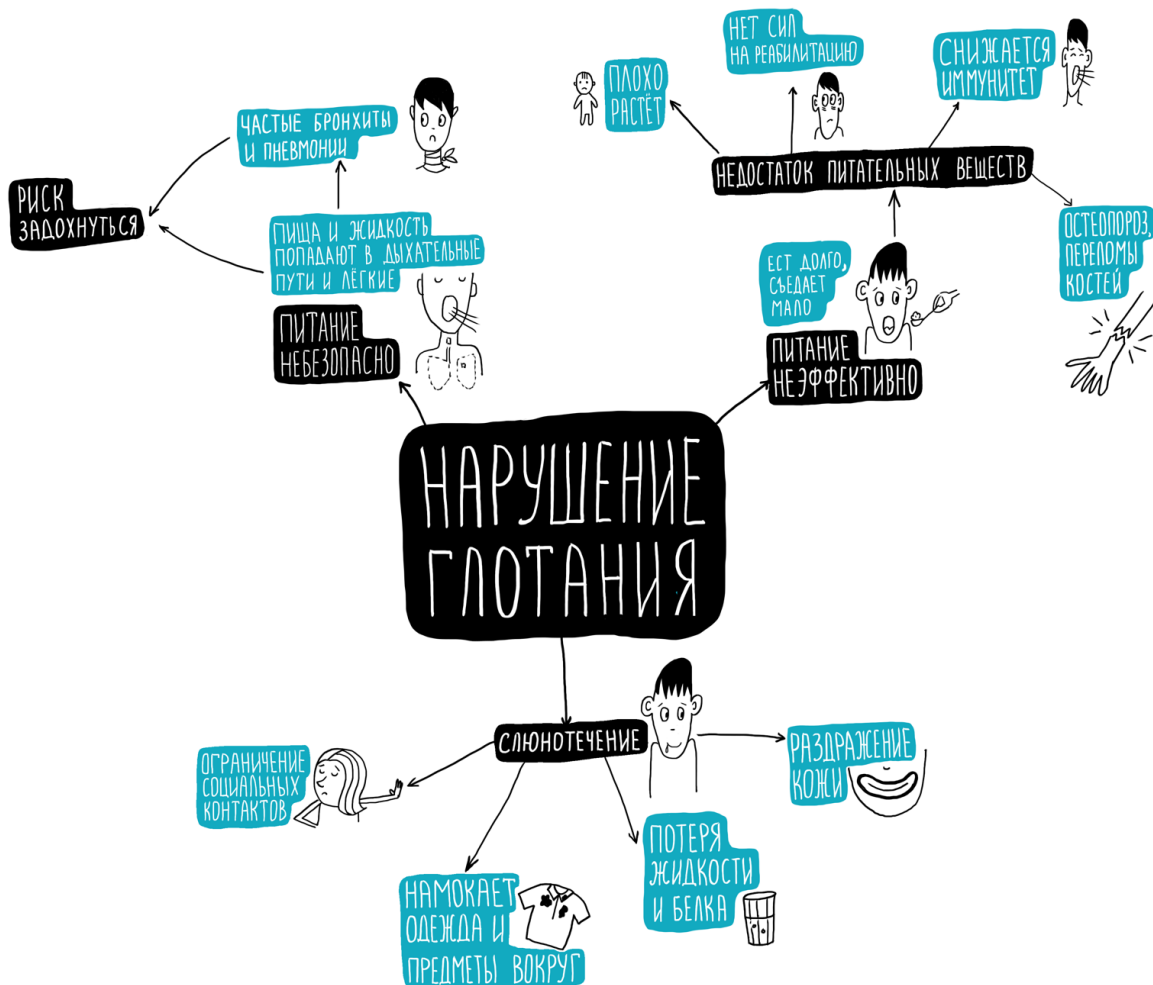 НЕТ СИЛ
НА РЕАБИЛИТАЦИЮ
СНИЖАЕТСЯ
ИММУНИТЕТ
ПЛОХО
РАСТЁТ
ЧАСТЫЕ БРОНХИТЫ
И ПНЕВМОНИИ
НЕДОСТАТОК ПИТАТЕЛЬНЫХ ВЕЩЕСТВ
РИСК
ЗАДОХНУТЬСЯ
ПИЩА И ЖИДКОСТЬ
ПОПАДАЮТ В ДЫХАТЕЛЬНЫЕ
ПУТИ И ЛЁГКИЕ
ОСТЕОПОРОЗ,
ПЕРЕЛОМЫ
КОСТЕЙ
ЕСТ ДОЛГО,
СЪЕДАЕТ
МАЛО
ПИТАНИЕ
НЕБЕЗОПАСНО
ПИТАНИЕ
НЕЭФФЕКТИВНО
НАРУШЕНИЕ
ГЛОТАНИЯ
СЛЮНОТЕЧЕНИЕ
ОГРАНИЧЕНИЕ
СОЦИАЛЬНЫХ
КОНТАКТОВ
РАЗДРАЖЕНИЕ
КОЖИ
ПОТЕРЯ
ЖИДКОСТИ
И БЕЛКА
НАМОКАЕТ
ОДЕЖДА И
ПРЕДМЕТЫ ВОКРУГ